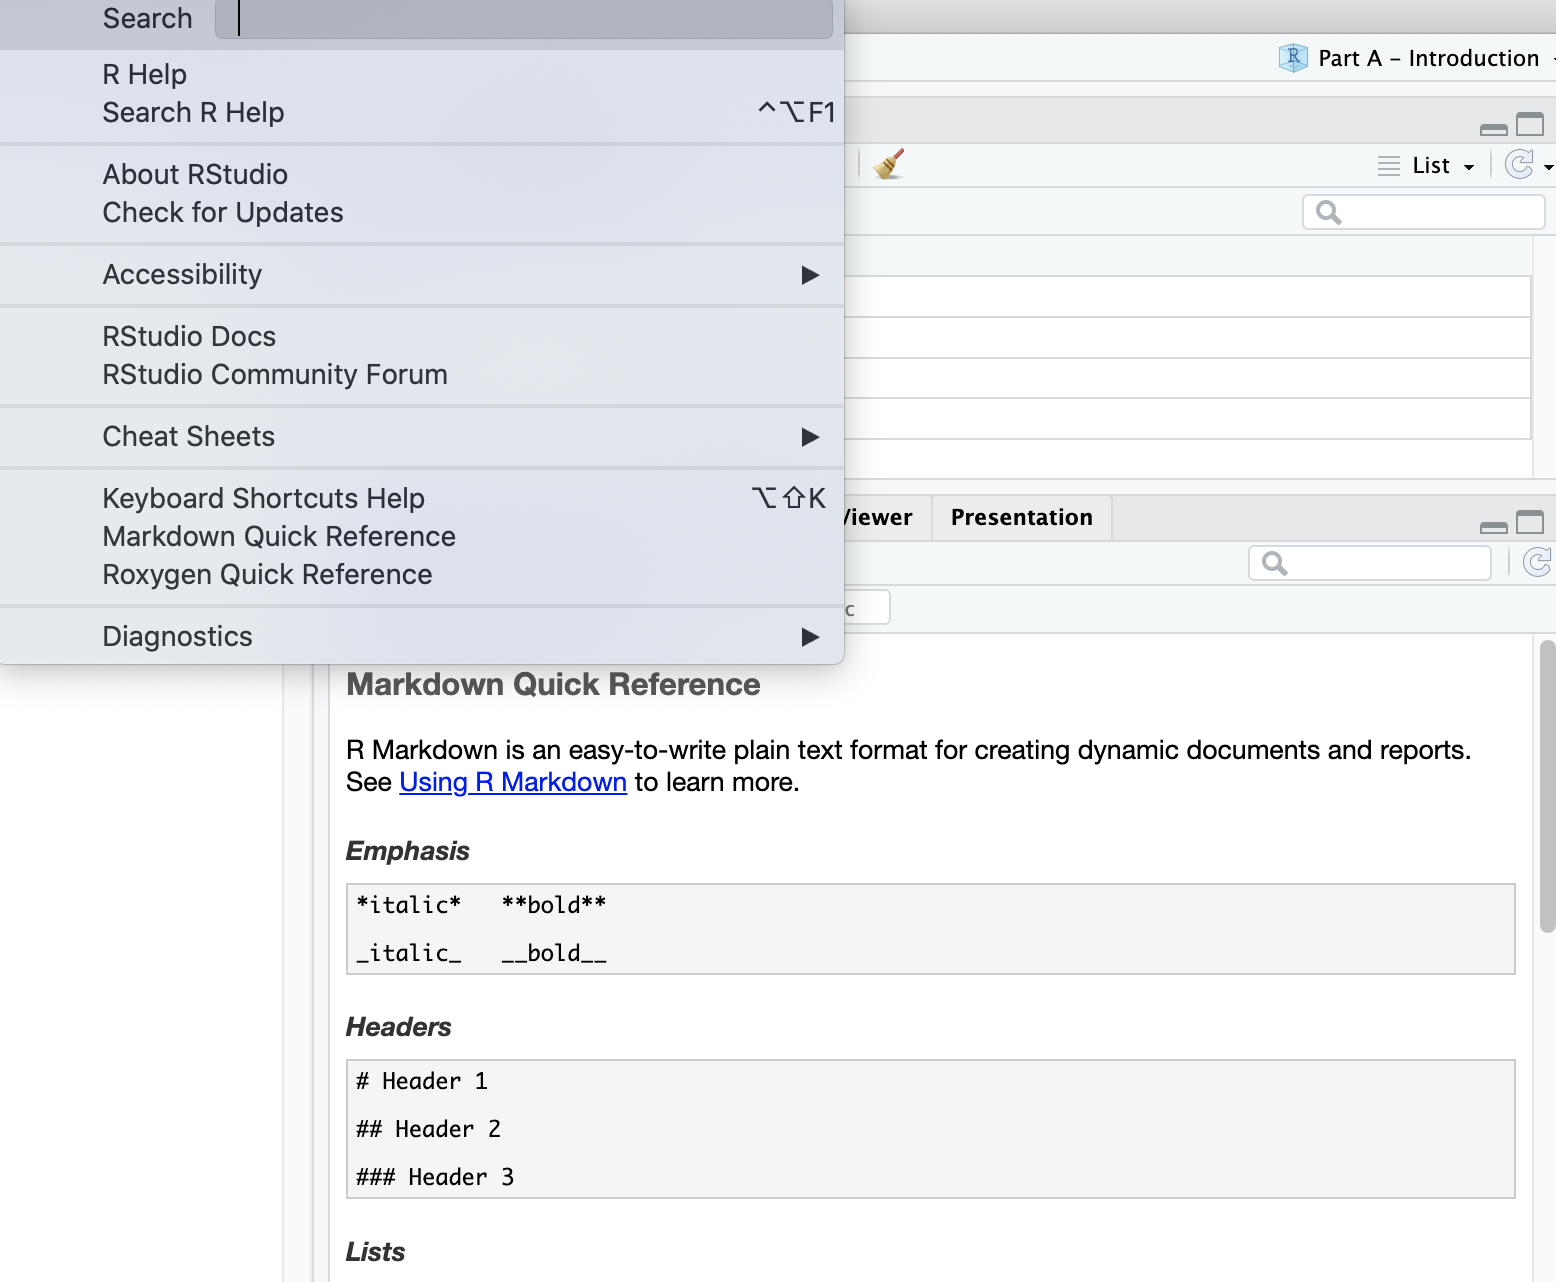 Search
R Help
Search R Help ^⌥F1
About RStudio
Check for Updates
Accessibility
RStudio Docs
RStudio Community Forum
Cheat Sheets
Keyboard Shortcuts Help ⌥⇧K
Markdown Quick Reference
Roxygen Quick Reference
Diagnostics
R Part A – Introduction
List
Viewer Presentation
c
Markdown Quick Reference
R Markdown is an easy-to-write plain text format for creating dynamic documents and reports.
See Using R Markdown to learn more.
Emphasis
*italic* **bold**
_italic_ __bold__
Headers
# Header 1
## Header 2
### Header 3
Lists